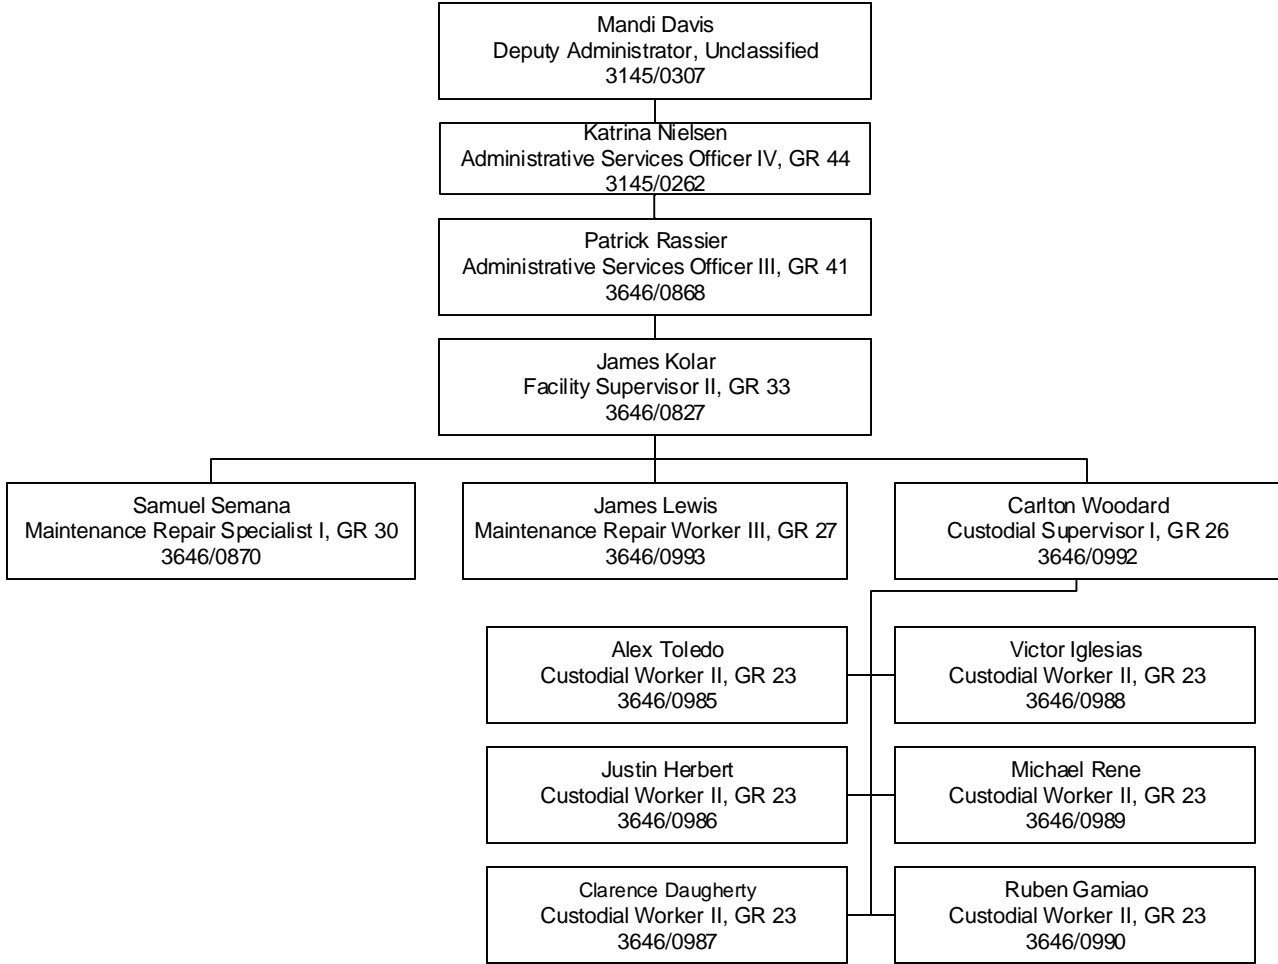 Mandi Davis
Deputy Administrator, Unclassified
3145/0307
Katrina Nielsen
Administrative Services Officer IV, GR 44
3145/0262
Patrick Rassier
Administrative Services Officer III, GR 41
3646/0868
James Kolar
Facility Supervisor II, GR 33
3646/0827
Samuel Semana
Maintenance Repair Specialist I, GR 30
3646/0870
James Lewis
Maintenance Repair Worker III, GR 27
3646/0993
Carlton Woodard
Custodial Supervisor I, GR 26
3646/0992
Alex Toledo
Custodial Worker II, GR 23
3646/0985
Victor Iglesias
Custodial Worker II, GR 23
3646/0988
Justin Herbert
Custodial Worker II, GR 23
3646/0986
Michael Rene
Custodial Worker II, GR 23
3646/0989
Clarence Daugherty
Custodial Worker II, GR 23
3646/0987
Ruben Gamiao
Custodial Worker II, GR 23
3646/0990